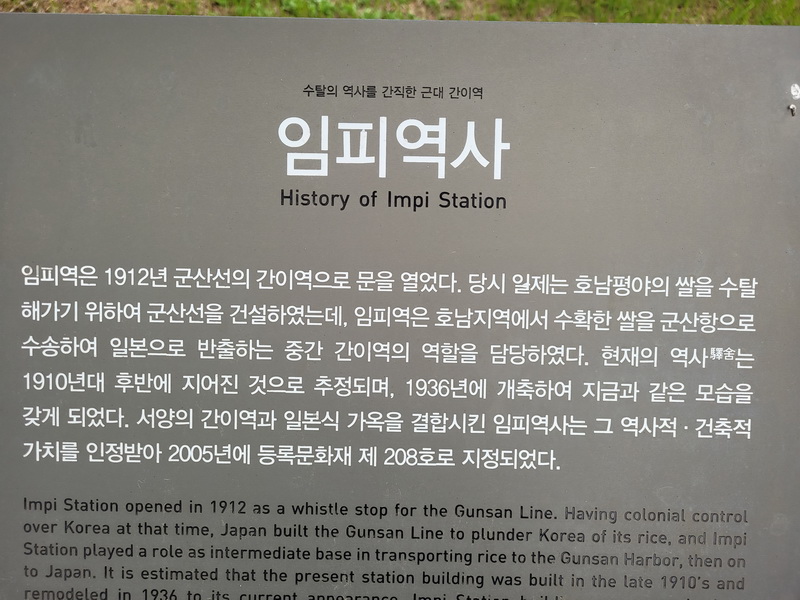 수탈의 역사를 간직한 근대 간이역
임피역사
History of Impi Station
임피역은 1912년 군산선의 간이역으로 문을 열었다. 당시 일제는 호남평야의 쌀을 수탈
해가기 위하여 군산선을 건설하였는데, 임피역은 호남지역에서 수확한 쌀을 군산항으로
수송하여 일본으로 반출하는 중간 간이역의 역할을 담당하였다. 현재의 역사驛舍는
1910년대 후반에 지어진 것으로 추정되며, 1936년에 개축하여 지금과 같은 모습을
갖게 되었다. 서양의 간이역과 일본식 가옥을 결합시킨 임피역사는 그 역사적 · 건축적
가치를 인정받아 2005년에 등록문화재 제 208호로 지정되었다.
Impi Station opened in 1912 as a whistle stop for the Gunsan Line. Having colonial control
over Korea at that time, Japan built the Gunsan Line to plunder Korea of its rice, and Impi
Station played a role as intermediate base in transporting rice to the Gunsan Harbor, then on
to Japan. It is estimated that the present station building was built in the late 1910's and
remodeled in 1936 to its current appearance. Impi Station